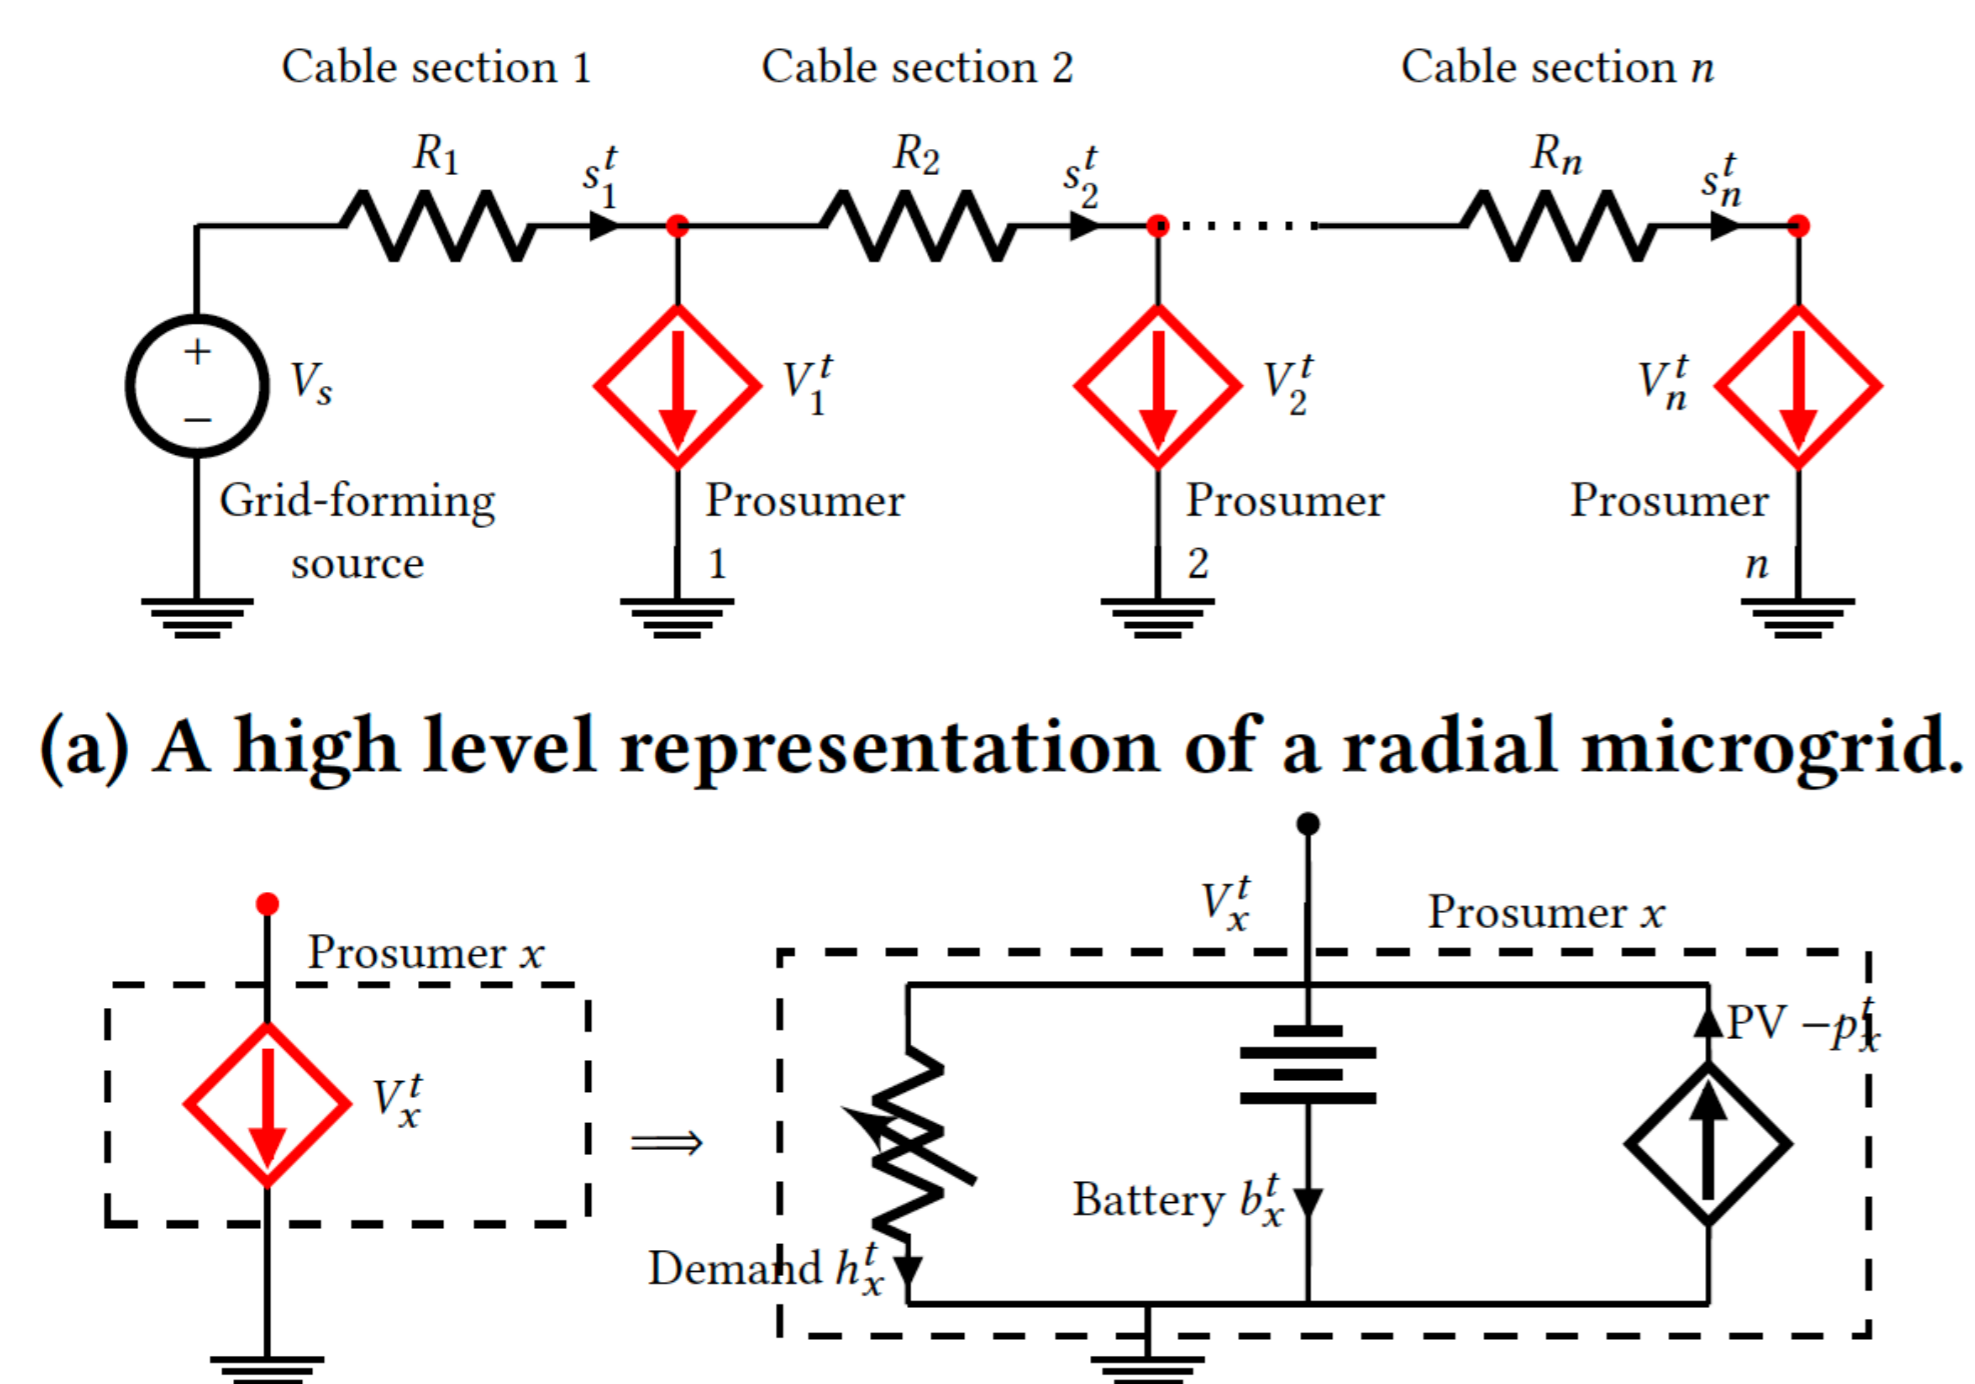 Cable section 1
Cable section 2
Cable section n
R₁
s₁ᵗ
R₂
s₂ᵗ
Rₙ
sₙᵗ
+
−
Vₛ
V₁ᵗ
V₂ᵗ
Vₙᵗ
Grid-forming
source
Prosumer
1
Prosumer
2
Prosumer
n
(a) A high level representation of a radial microgrid.
Prosumer x
Vₓᵗ
⟹
Vₓᵗ
Prosumer x
PV −pₓᵗ
Battery bₓᵗ
Demand hₓᵗ